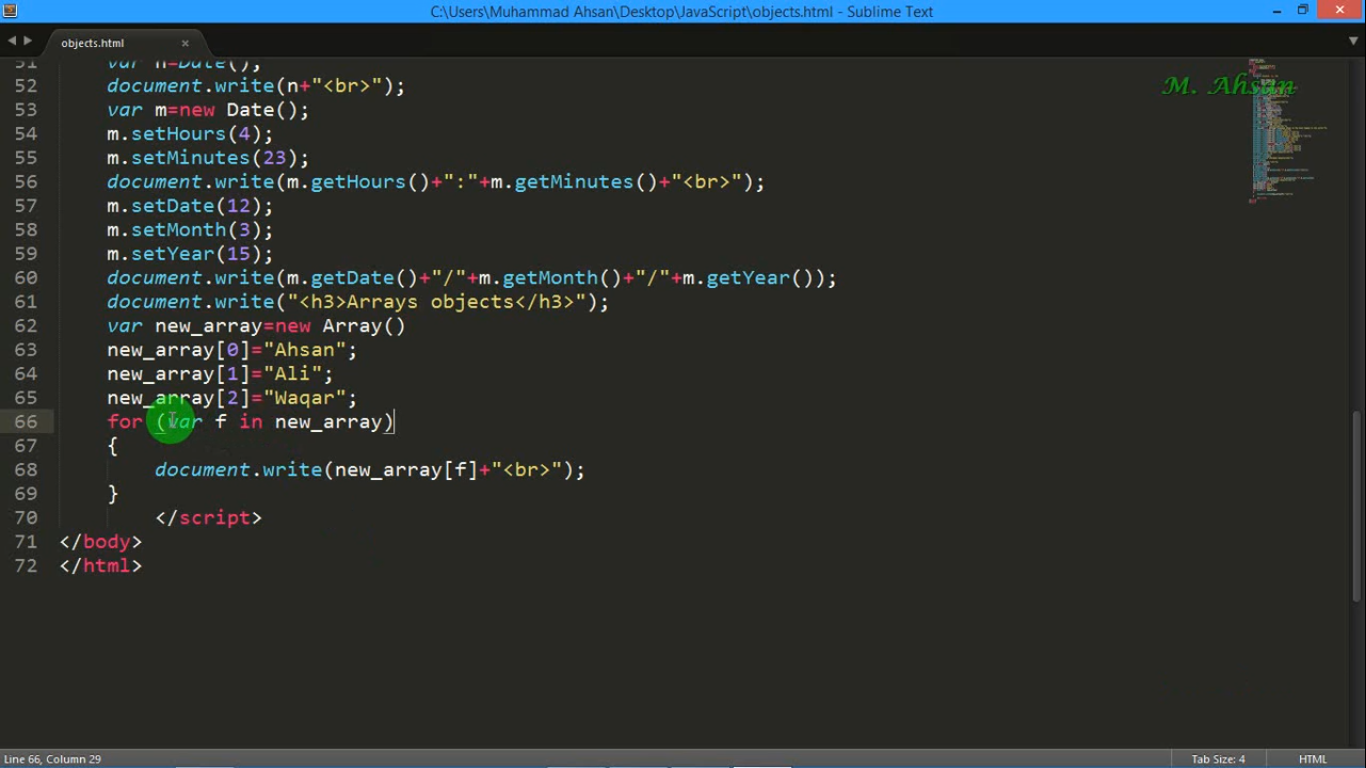 C:\Users\Muhammad Ahsan\Desktop\JavaScript\objects.html - Sublime Text
objects.html
M. Ahsan
51 var n=Date();
52 document.write(n+"<br>");
53 var m=new Date();
54 m.setHours(4);
55 m.setMinutes(23);
56 document.write(m.getHours()+":"+m.getMinutes()+"<br>");
57 m.setDate(12);
58 m.setMonth(3);
59 m.setYear(15);
60 document.write(m.getDate()+"/"+m.getMonth()+"/"+m.getYear());
61 document.write("<h3>Arrays objects</h3>");
62 var new_array=new Array()
63 new_array[0]="Ahsan";
64 new_array[1]="Ali";
65 new_array[2]="Waqar";
66 for (var f in new_array)
67 {
68 document.write(new_array[f]+"<br>");
69 }
70 </script>
71 </body>
72 </html>
Line 66, Column 29
Tab Size: 4
HTML